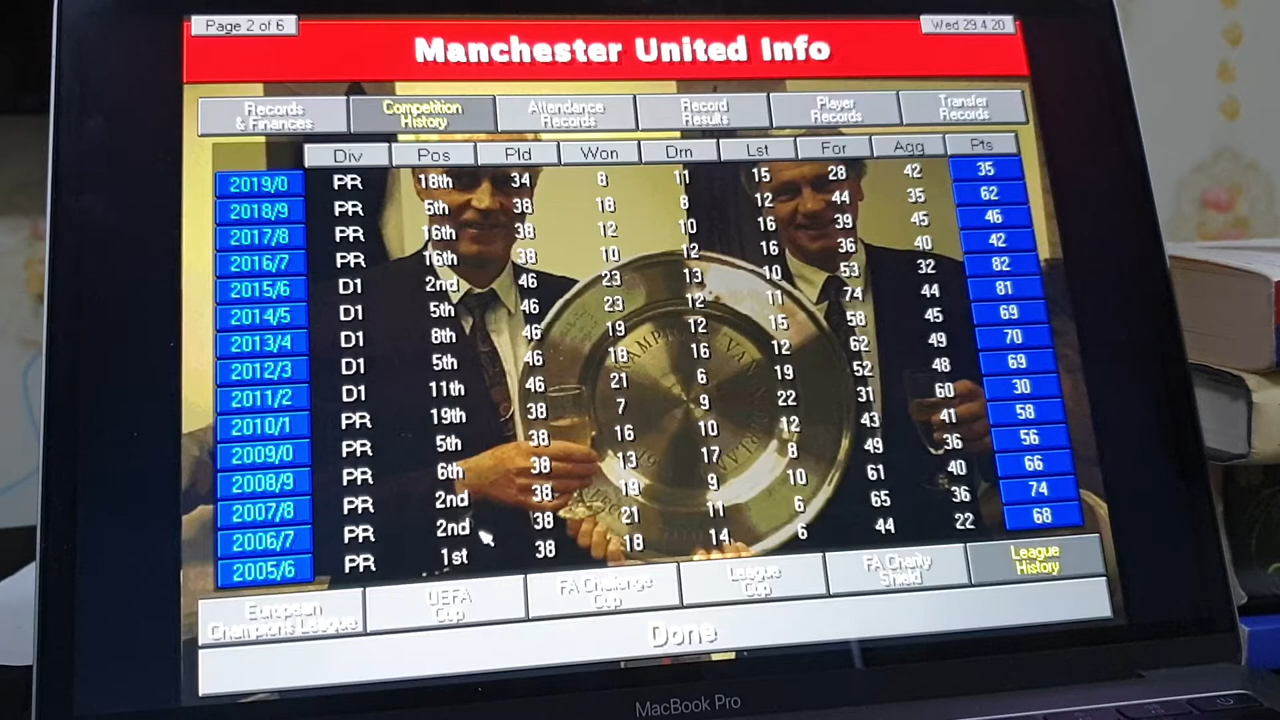 Page 2 of 6
Wed 29.4.20
Manchester United Info
Records & Finances
Competition History
Attendance Records
Record Results
Player Records
Transfer Records
Div Pos Pld Won Drn Lst For Agg Pts
2019/0 PR 18th 34 8 11 15 28 42 35
2018/9 PR 5th 38 18 8 12 44 35 62
2017/8 PR 16th 38 12 10 16 39 45 46
2016/7 PR 16th 38 10 12 16 36 40 42
2015/6 D1 2nd 46 23 13 10 53 32 82
2014/5 D1 5th 46 23 12 11 74 44 81
2013/4 D1 8th 46 19 12 15 58 45 69
2012/3 D1 5th 46 18 16 12 62 49 70
2011/2 D1 11th 46 21 6 19 52 48 69
2010/1 PR 19th 38 7 9 22 31 60 30
2009/0 PR 5th 38 16 10 12 43 41 58
2008/9 PR 6th 38 13 17 8 49 36 56
2007/8 PR 2nd 38 19 9 10 61 40 66
2006/7 PR 2nd 38 21 11 6 65 36 74
2005/6 PR 1st 38 18 14 6 44 22 68
European Champions League
UEFA Cup
FA Challenge Cup
League Cup
FA Charity Shield
League History
Done
MacBook Pro